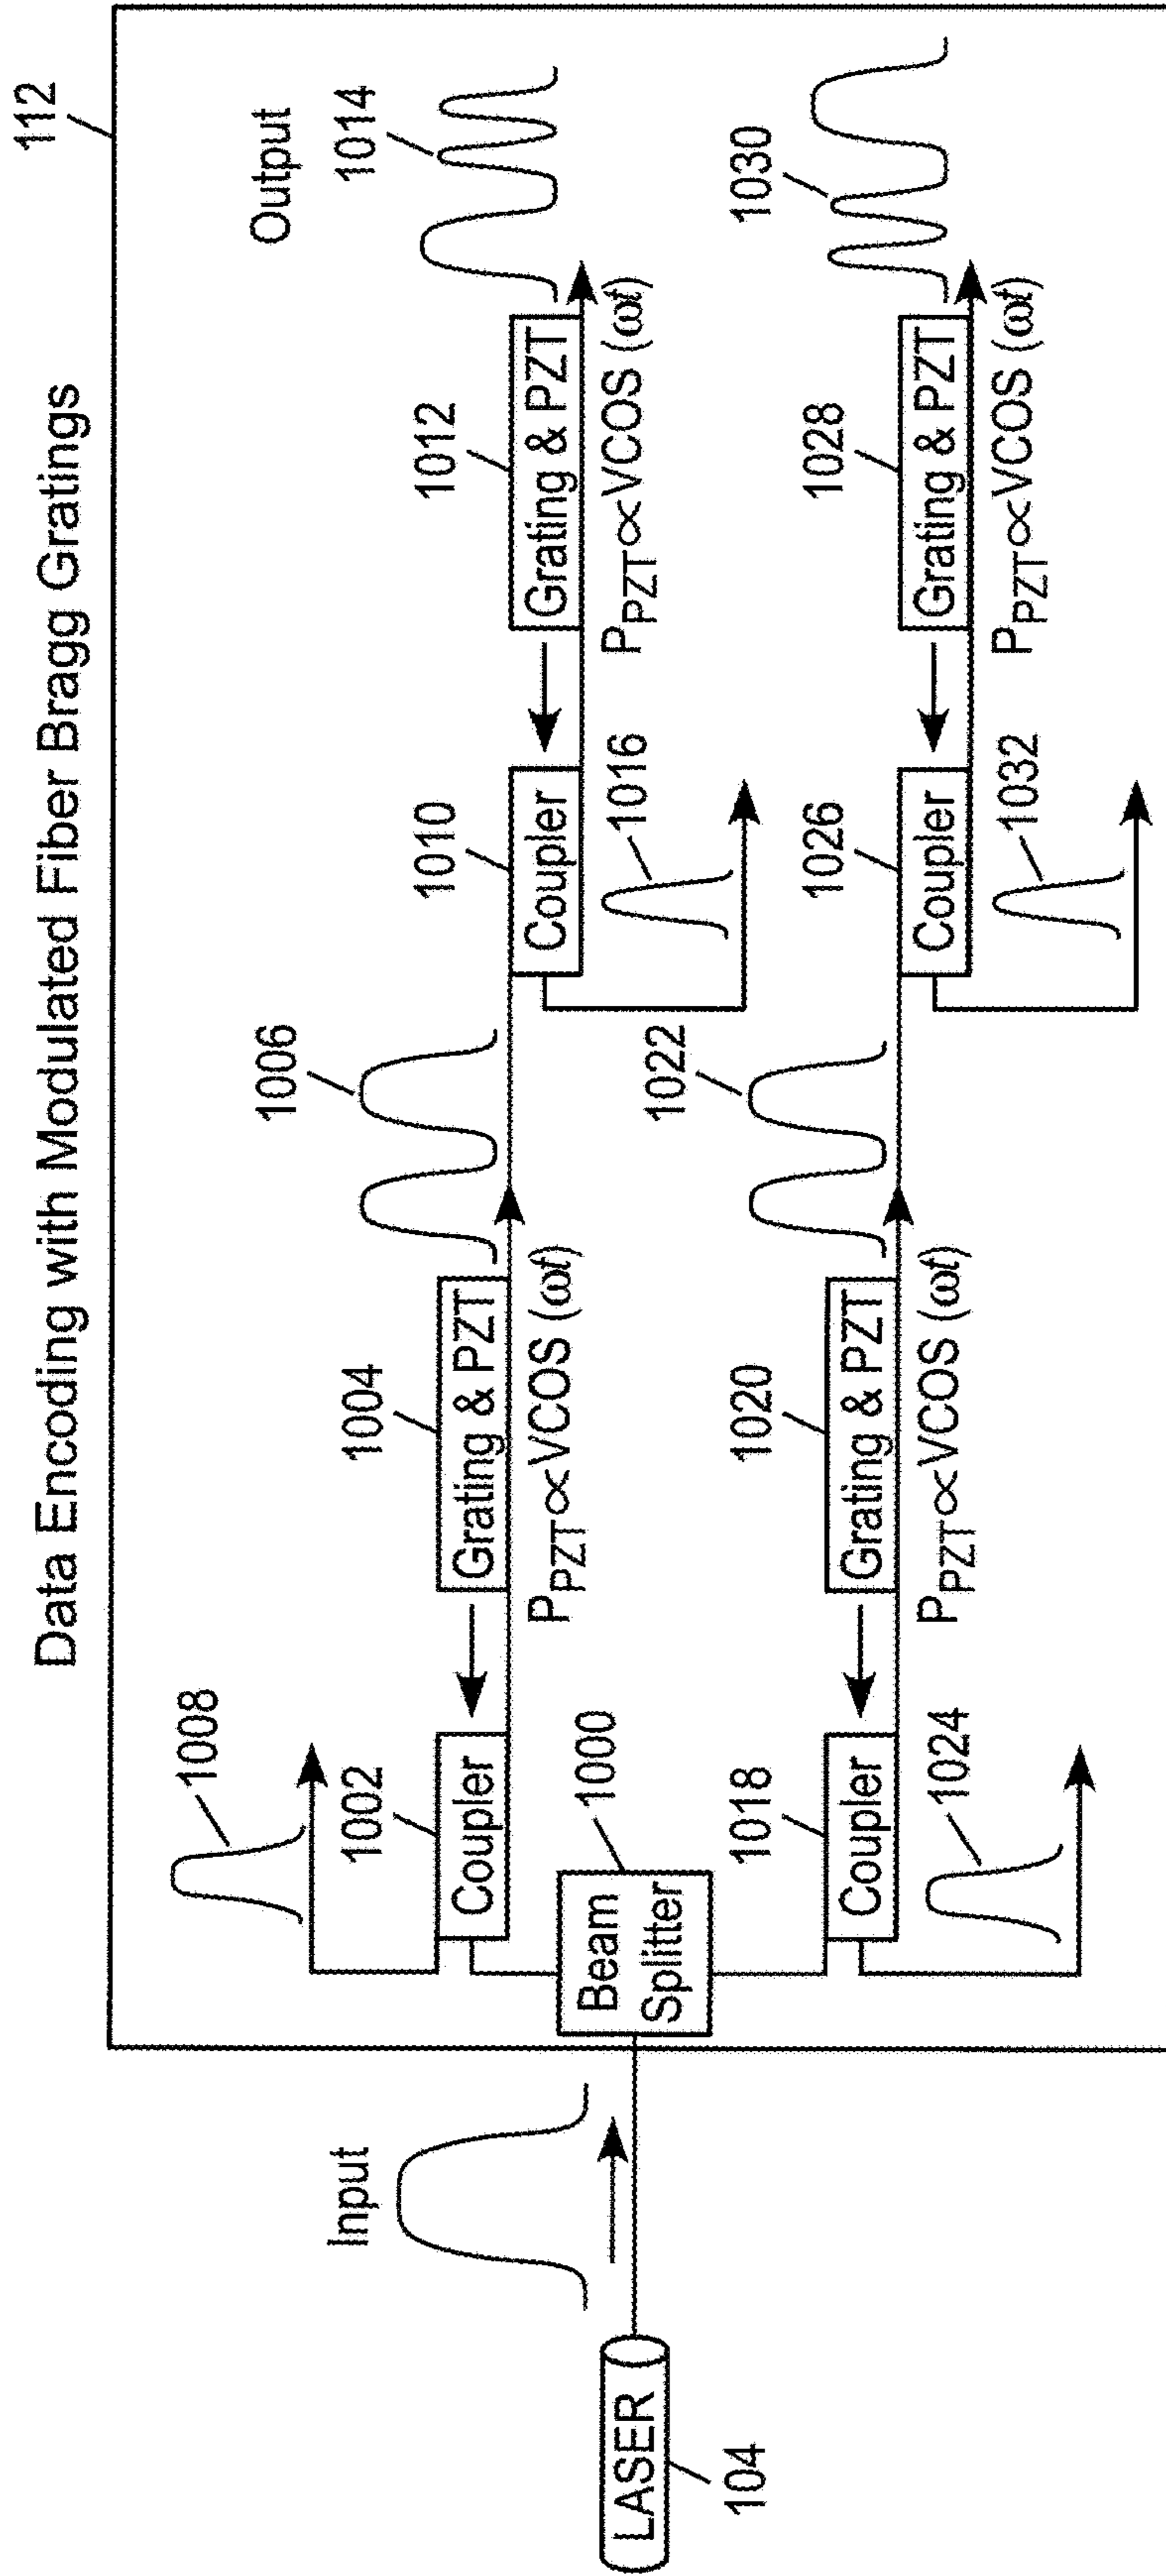 Data Encoding with Modulated Fiber Bragg Gratings
112
Input
LASER
104
Beam
Splitter
1000
1008
1002
Coupler
1004
Grating & PZT
P_PZT ∝ VCOS (ωt)
1006
1010
Coupler
1016
1012
Grating & PZT
P_PZT ∝ VCOS (ωt)
Output
1014
1018
Coupler
1024
1020
Grating & PZT
P_PZT ∝ VCOS (ωt)
1022
1026
Coupler
1032
1028
Grating & PZT
P_PZT ∝ VCOS (ωt)
1030